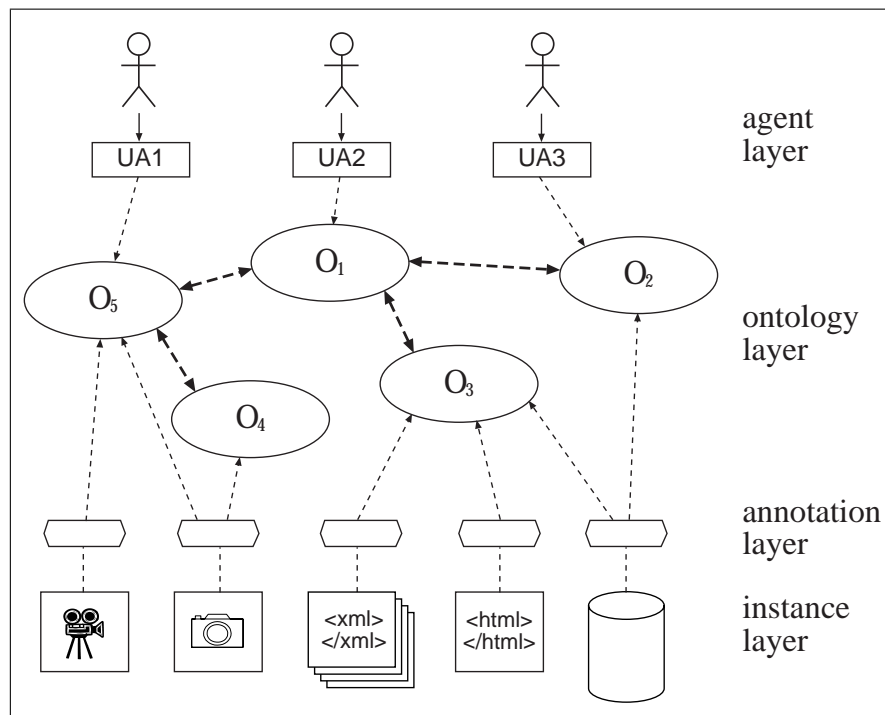 agent
layer
UA1
UA2
UA3
O₁
O₂
O₅
ontology
layer
O₃
O₄
annotation
layer
<xml>
</xml>
<html>
</html>
instance
layer